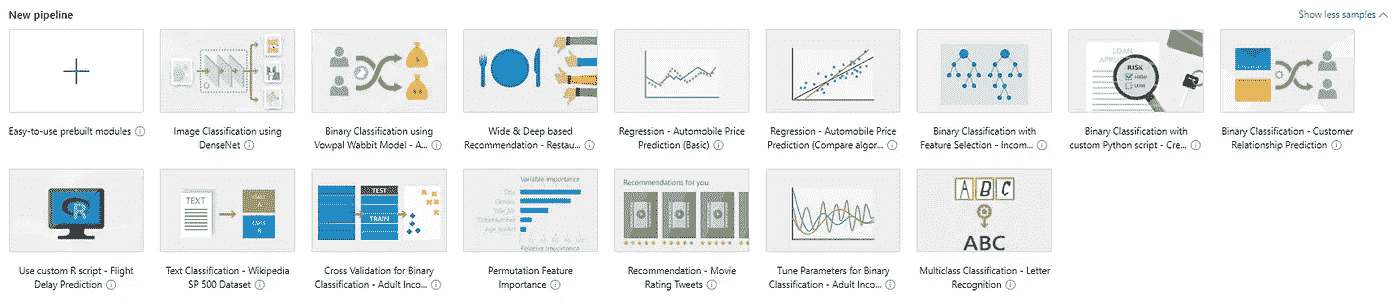 New pipeline
Show less samples
LOAN
RISK
Easy-to-use prebuilt modules
Image Classification using
DenseNet
Binary Classification using
Vowpal Wabbit Model - A...
Wide & Deep based
Recommendation - Restau...
Regression - Automobile Price
Prediction (Basic)
Regression - Automobile Price
Prediction (Compare algor...
Binary Classification with
Feature Selection - Incom...
Binary Classification with
custom Python script - Cre...
Binary Classification - Customer
Relationship Prediction
R
TEXT
TEST
TRAIN
Variable importance
Title
Gender
Relative Importance
Recommendations for you
A B C
ABC
Use custom R script - Flight
Delay Prediction
Text Classification - Wikipedia
SP 500 Dataset
Cross Validation for Binary
Classification - Adult Inco...
Permutation Feature
Importance
Recommendation - Movie
Rating Tweets
Tune Parameters for Binary
Classification - Adult Inco...
Multiclass Classification - Letter
Recognition